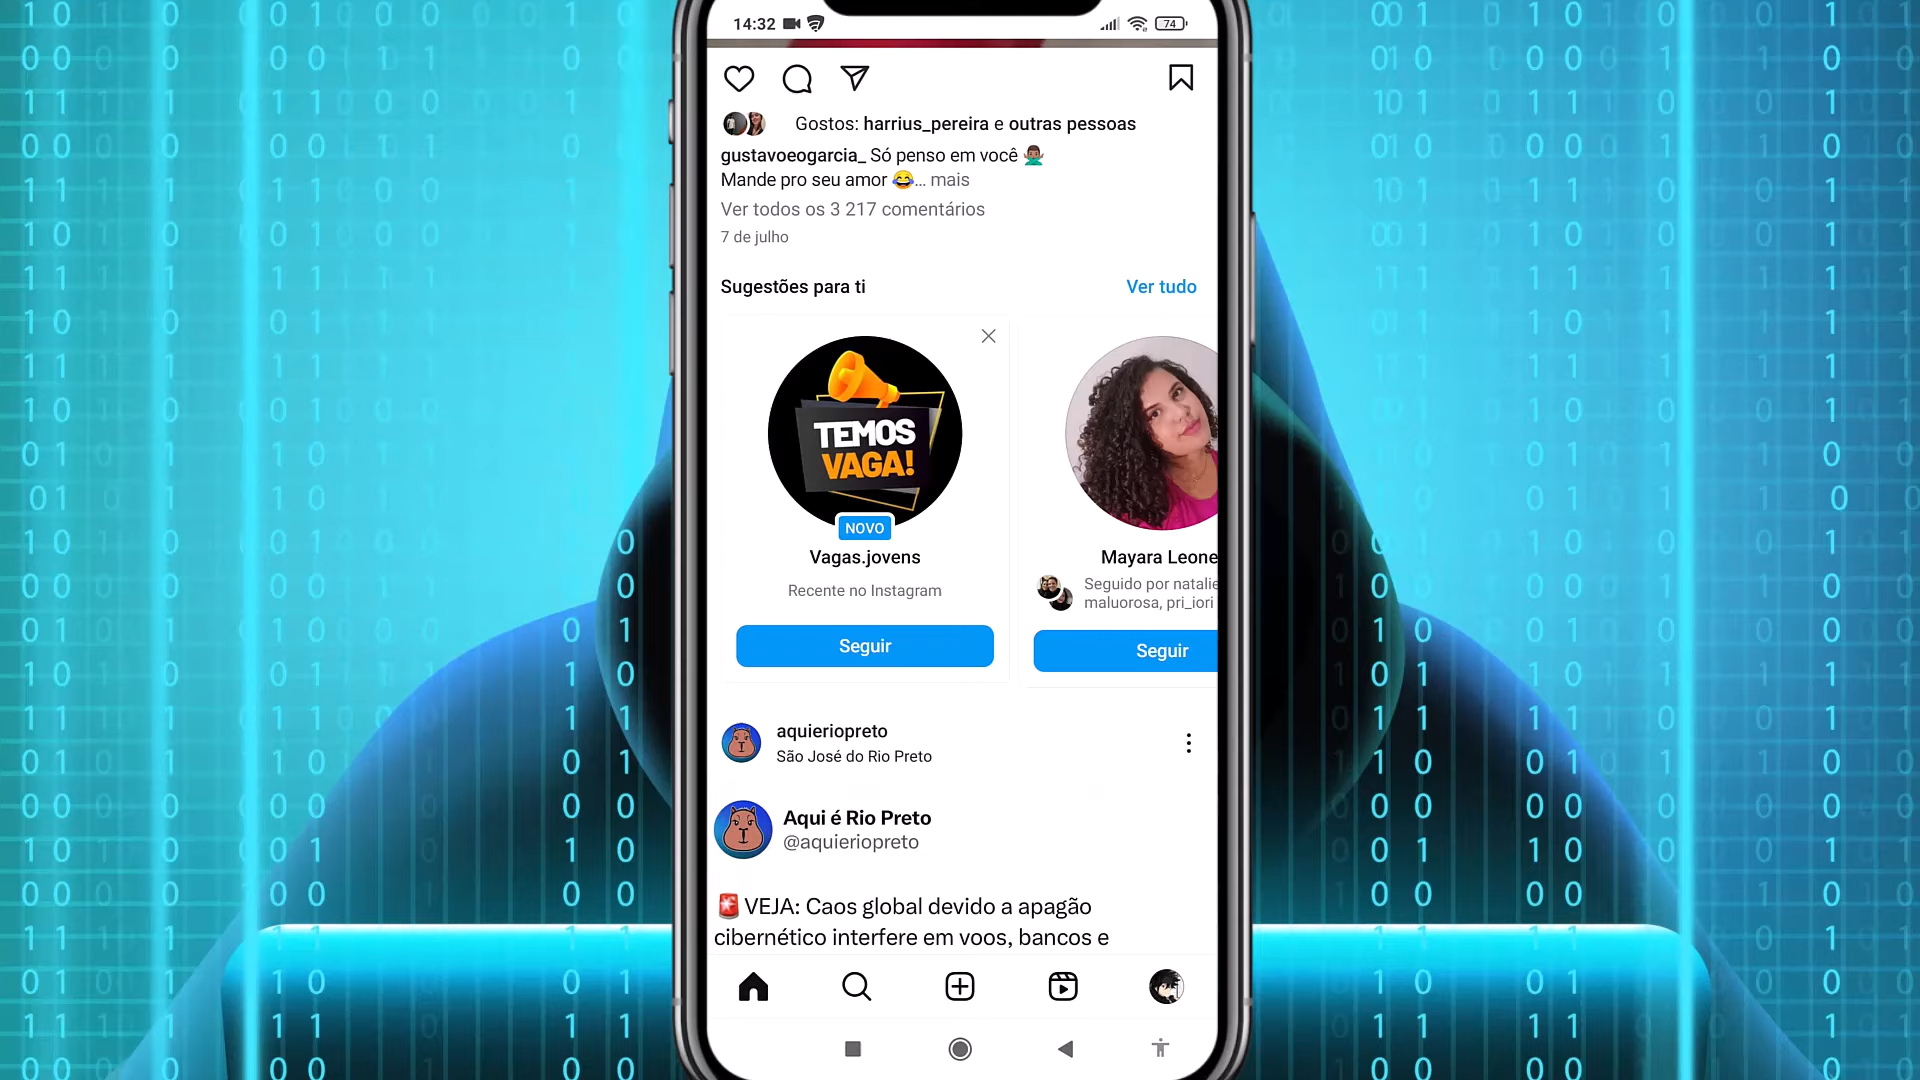 14:32
74
Gostos: harrius_pereira e outras pessoas
gustavoeogarcia_ Só penso em você 🙅🏾‍♂️
Mande pro seu amor 😂... mais
Ver todos os 3 217 comentários
7 de julho
Sugestões para ti
Ver tudo
TEMOS
VAGA!
NOVO
Vagas.jovens
Recente no Instagram
Seguir
Mayara Leone
Seguido por natalie
maluorosa, pri_iori
Seguir
aquieriopreto
São José do Rio Preto
Aqui é Rio Preto
@aquieriopreto
🚨VEJA: Caos global devido a apagão
cibernético interfere em voos, bancos e